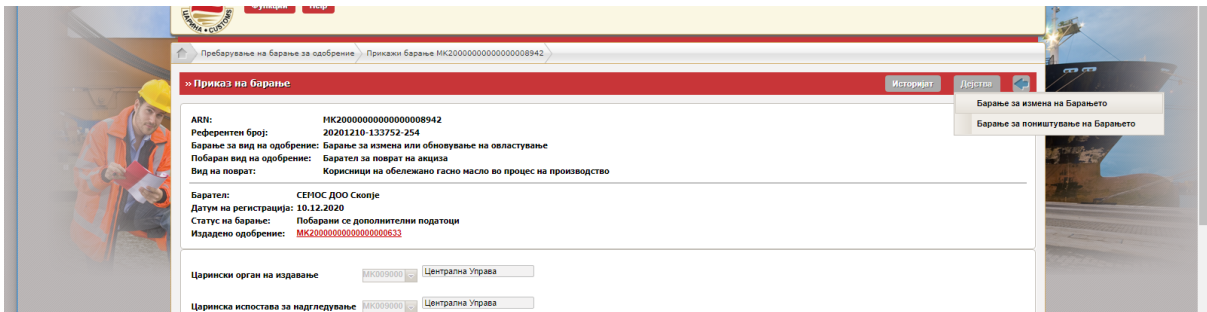 ЦАРИНА • CUSTOMS
Функции Help
Пребарување на барање за одобрение Прикажи барање MK20000000000000008942
» Приказ на барање Историјат Дејства
Барање за измена на Барањето
Барање за поништување на Барањето
ARN: MK20000000000000008942
Референтен број: 20201210-133752-254
Барање за вид на одобрение: Барање за измена или обновување на овластување
Побаран вид на одобрение: Барател за поврат на акциза
Вид на поврат: Корисници на обележано гасно масло во процес на производство
Барател: СЕМОС ДОО Скопје
Датум на регистрација: 10.12.2020
Статус на барање: Побарани се дополнителни податоци
Издадено одобрение: MK20000000000000000633
Царински орган на издавање MK009000 Централна Управа
Царинска испостава за надгледување MK009000 Централна Управа